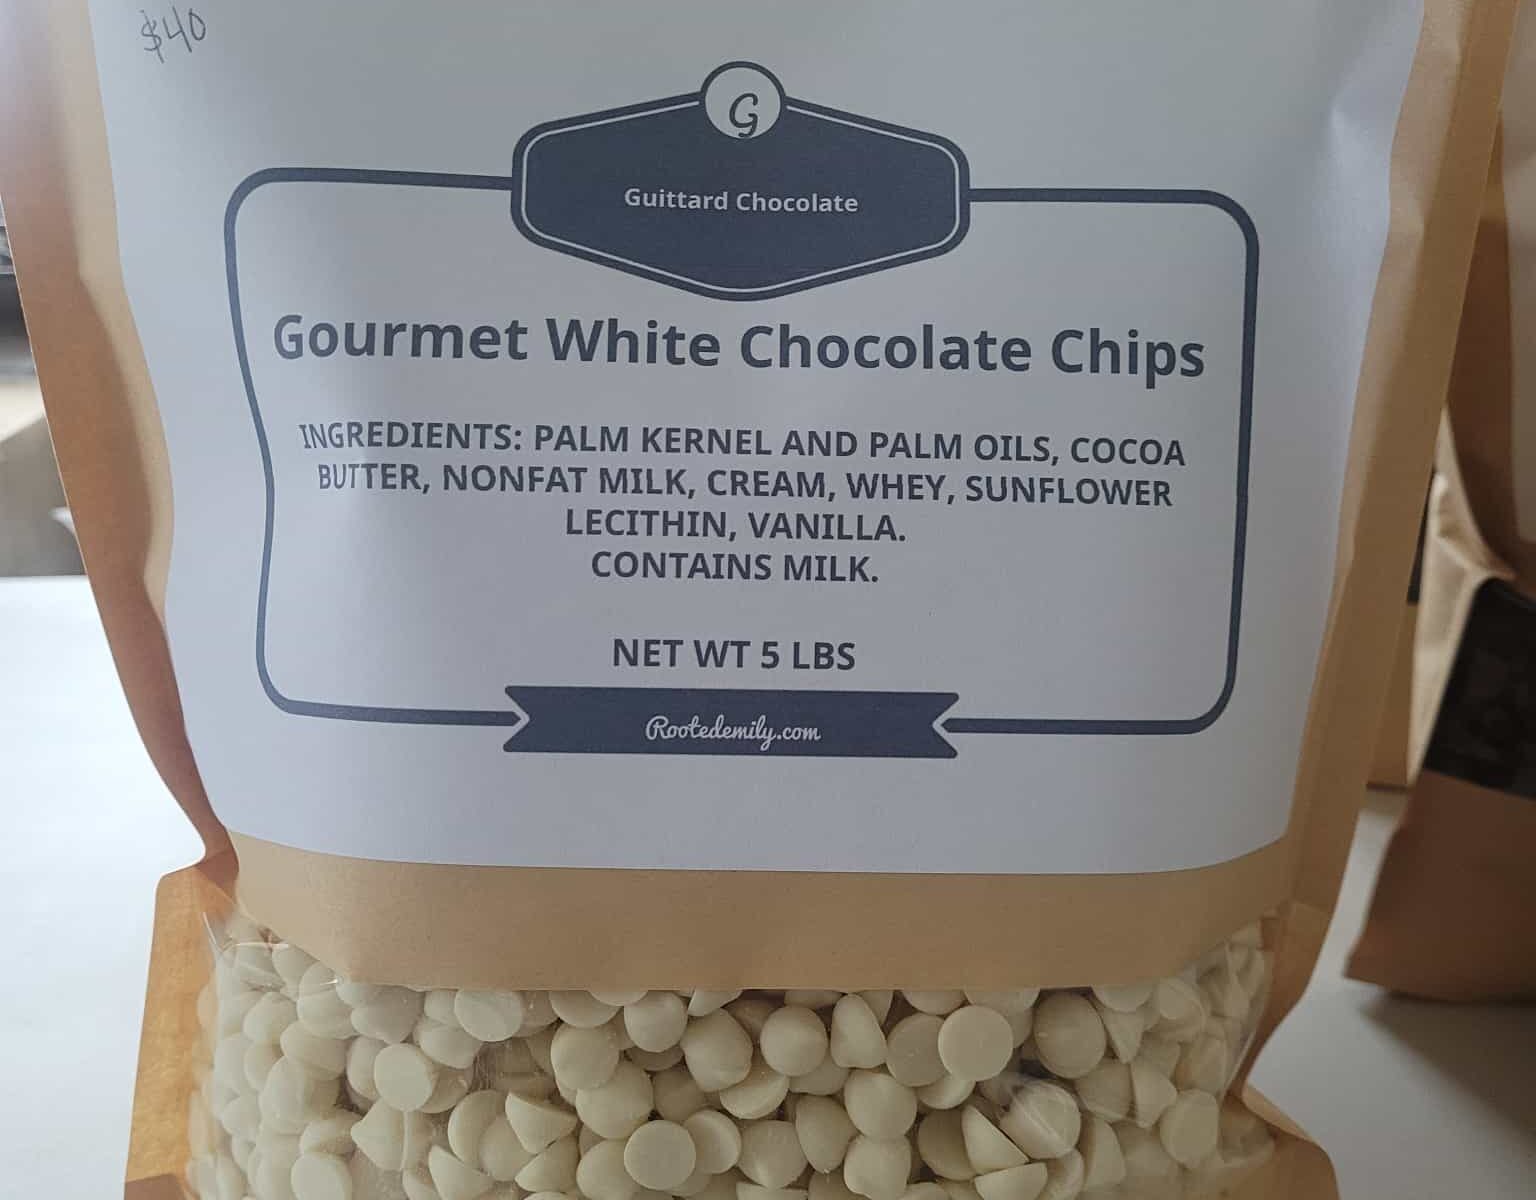 $40
G
Guittard Chocolate
Gourmet White Chocolate Chips
INGREDIENTS: PALM KERNEL AND PALM OILS, COCOA
BUTTER, NONFAT MILK, CREAM, WHEY, SUNFLOWER
LECITHIN, VANILLA.
CONTAINS MILK.
NET WT 5 LBS
Rootedemily.com